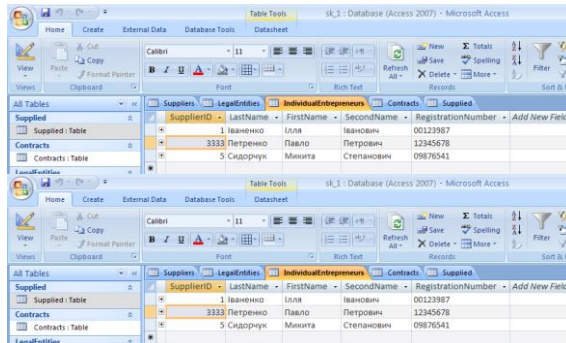 Table Tools
sk_1 : Database (Access 2007) - Microsoft Access
Home Create External Data Database Tools Datasheet
View Paste Cut Copy Format Painter
Calibri 11
B I U A
Refresh All
New Save Delete
Totals Spelling More
Filter
Views Clipboard Font Rich Text Records Sort &
All Tables Suppliers LegalEntities IndividualEntrepreneurs Contracts Supplied
Supplied SupplierID LastName FirstName SecondName RegistrationNumber Add New Field
Supplied : Table 1 Іваненко Ілля Іванович 00123987
Contracts 3333 Петренко Павло Петрович 12345678
Contracts : Table 5 Сидорчук Микита Степанович 09876541
LegalEntities
Table Tools
sk_1 : Database (Access 2007) - Microsoft Access
Home Create External Data Database Tools Datasheet
View Paste Cut Copy Format Painter
Calibri 11
B I U A
Refresh All
New Save Delete
Totals Spelling More
Filter
Views Clipboard Font Rich Text Records Sort &
All Tables Suppliers LegalEntities IndividualEntrepreneurs Contracts Supplied
Supplied SupplierID LastName FirstName SecondName RegistrationNumber Add New Field
Supplied : Table 1 Іваненко Ілля Іванович 00123987
Contracts 3333 Петренко Павло Петрович 12345678
Contracts : Table 5 Сидорчук Микита Степанович 09876541
LegalEntities